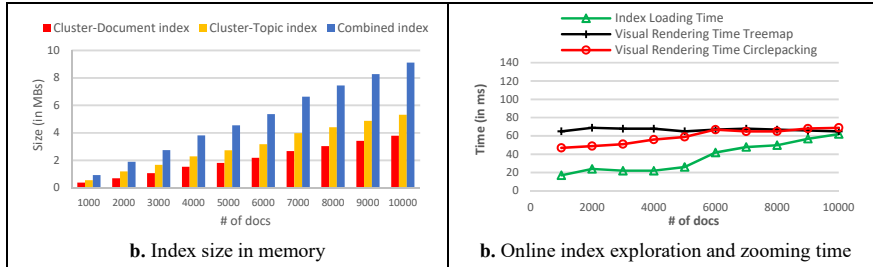 Cluster-Document index Cluster-Topic index Combined index
Size (in MBs)
10
8
6
4
2
0
1000 2000 3000 4000 5000 6000 7000 8000 9000 10000
# of docs
b. Index size in memory
Index Loading Time
Visual Rendering Time Treemap
Visual Rendering Time Circlepacking
Time (in ms)
140
120
100
80
60
40
20
0
0 2000 4000 6000 8000 10000
# of docs
b. Online index exploration and zooming time